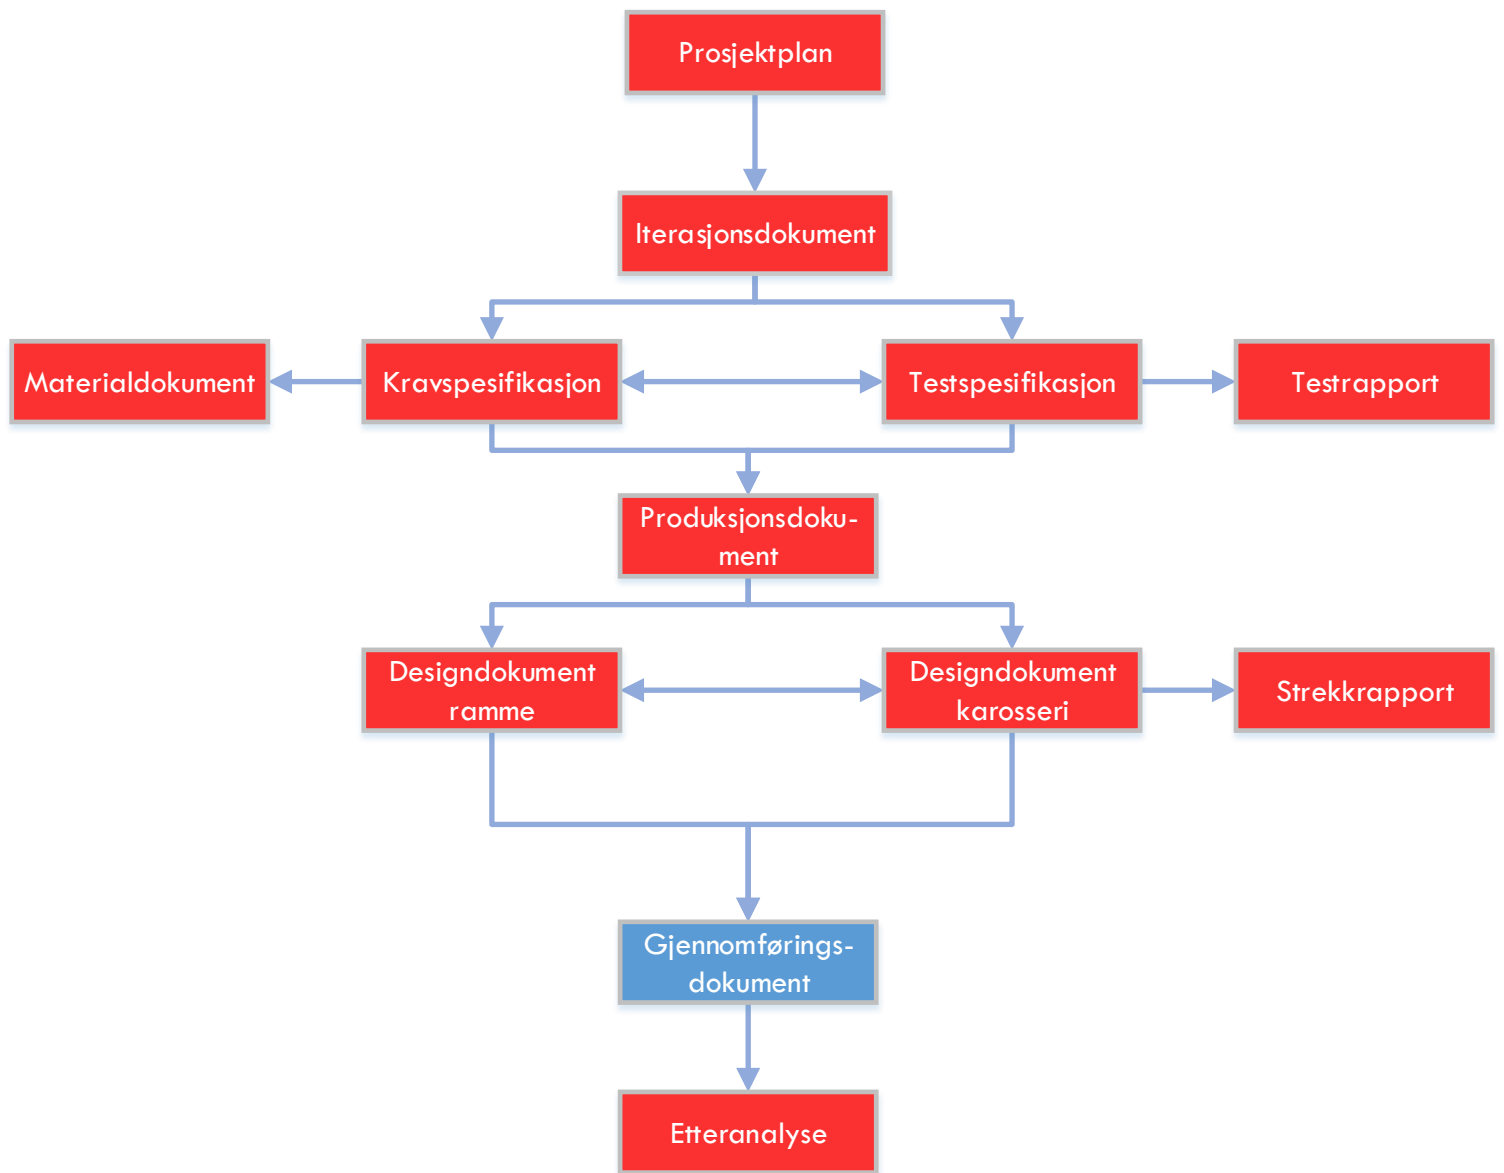 Prosjektplan
Iterasjonsdokument
Materialdokument
Kravspesifikasjon
Testspesifikasjon
Testrapport
Produksjonsdoku-
ment
Designdokument
ramme
Designdokument
karosseri
Strekkrapport
Gjennomførings-
dokument
Etteranalyse